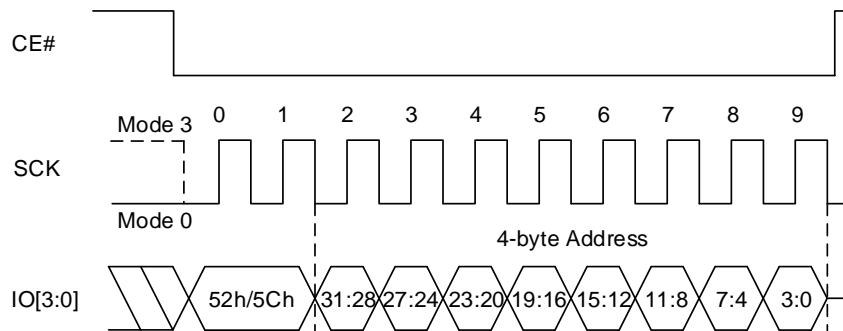 CE#
0 1 2 3 4 5 6 7 8 9
Mode 3
SCK
Mode 0
4-byte Address
IO[3:0] 52h/5Ch 31:28 27:24 23:20 19:16 15:12 11:8 7:4 3:0